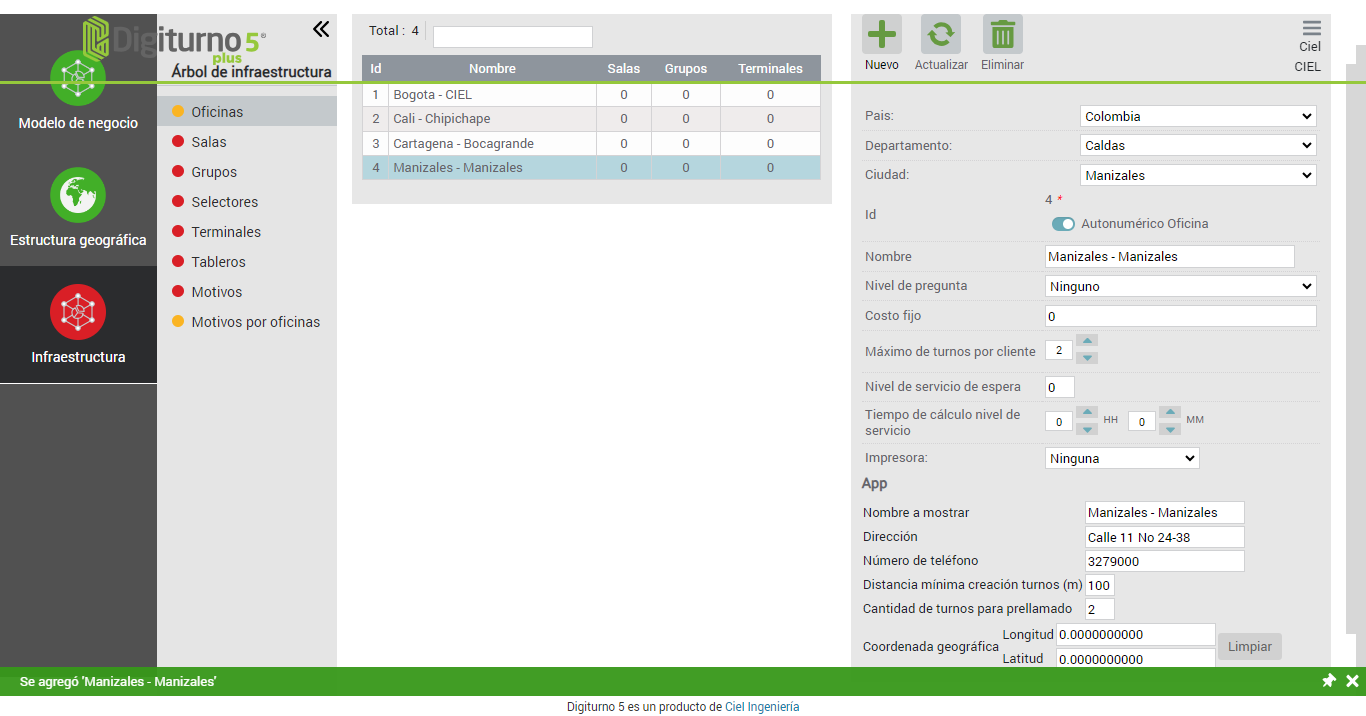 Digiturno 5®
plus
Árbol de infraestructura
Modelo de negocio
Estructura geográfica
Infraestructura
Oficinas
Salas
Grupos
Selectores
Terminales
Tableros
Motivos
Motivos por oficinas
Total : 4
Id Nombre Salas Grupos Terminales
1 Bogota - CIEL 0 0 0
2 Cali - Chipichape 0 0 0
3 Cartagena - Bocagrande 0 0 0
4 Manizales - Manizales 0 0 0
Nuevo Actualizar Eliminar
Ciel
CIEL
Pais: Colombia
Departamento: Caldas
Ciudad: Manizales
4 *
Id
Autonumérico Oficina
Nombre Manizales - Manizales
Nivel de pregunta Ninguno
Costo fijo 0
Máximo de turnos por cliente 2
Nivel de servicio de espera 0
Tiempo de cálculo nivel de
servicio 0 HH 0 MM
Impresora: Ninguna
App
Nombre a mostrar Manizales - Manizales
Dirección Calle 11 No 24-38
Número de teléfono 3279000
Distancia mínima creación turnos (m) 100
Cantidad de turnos para prellamado 2
Longitud 0.0000000000
Coordenada geográfica Limpiar
Latitud 0.0000000000
Se agregó 'Manizales - Manizales'
Digiturno 5 es un producto de Ciel Ingeniería